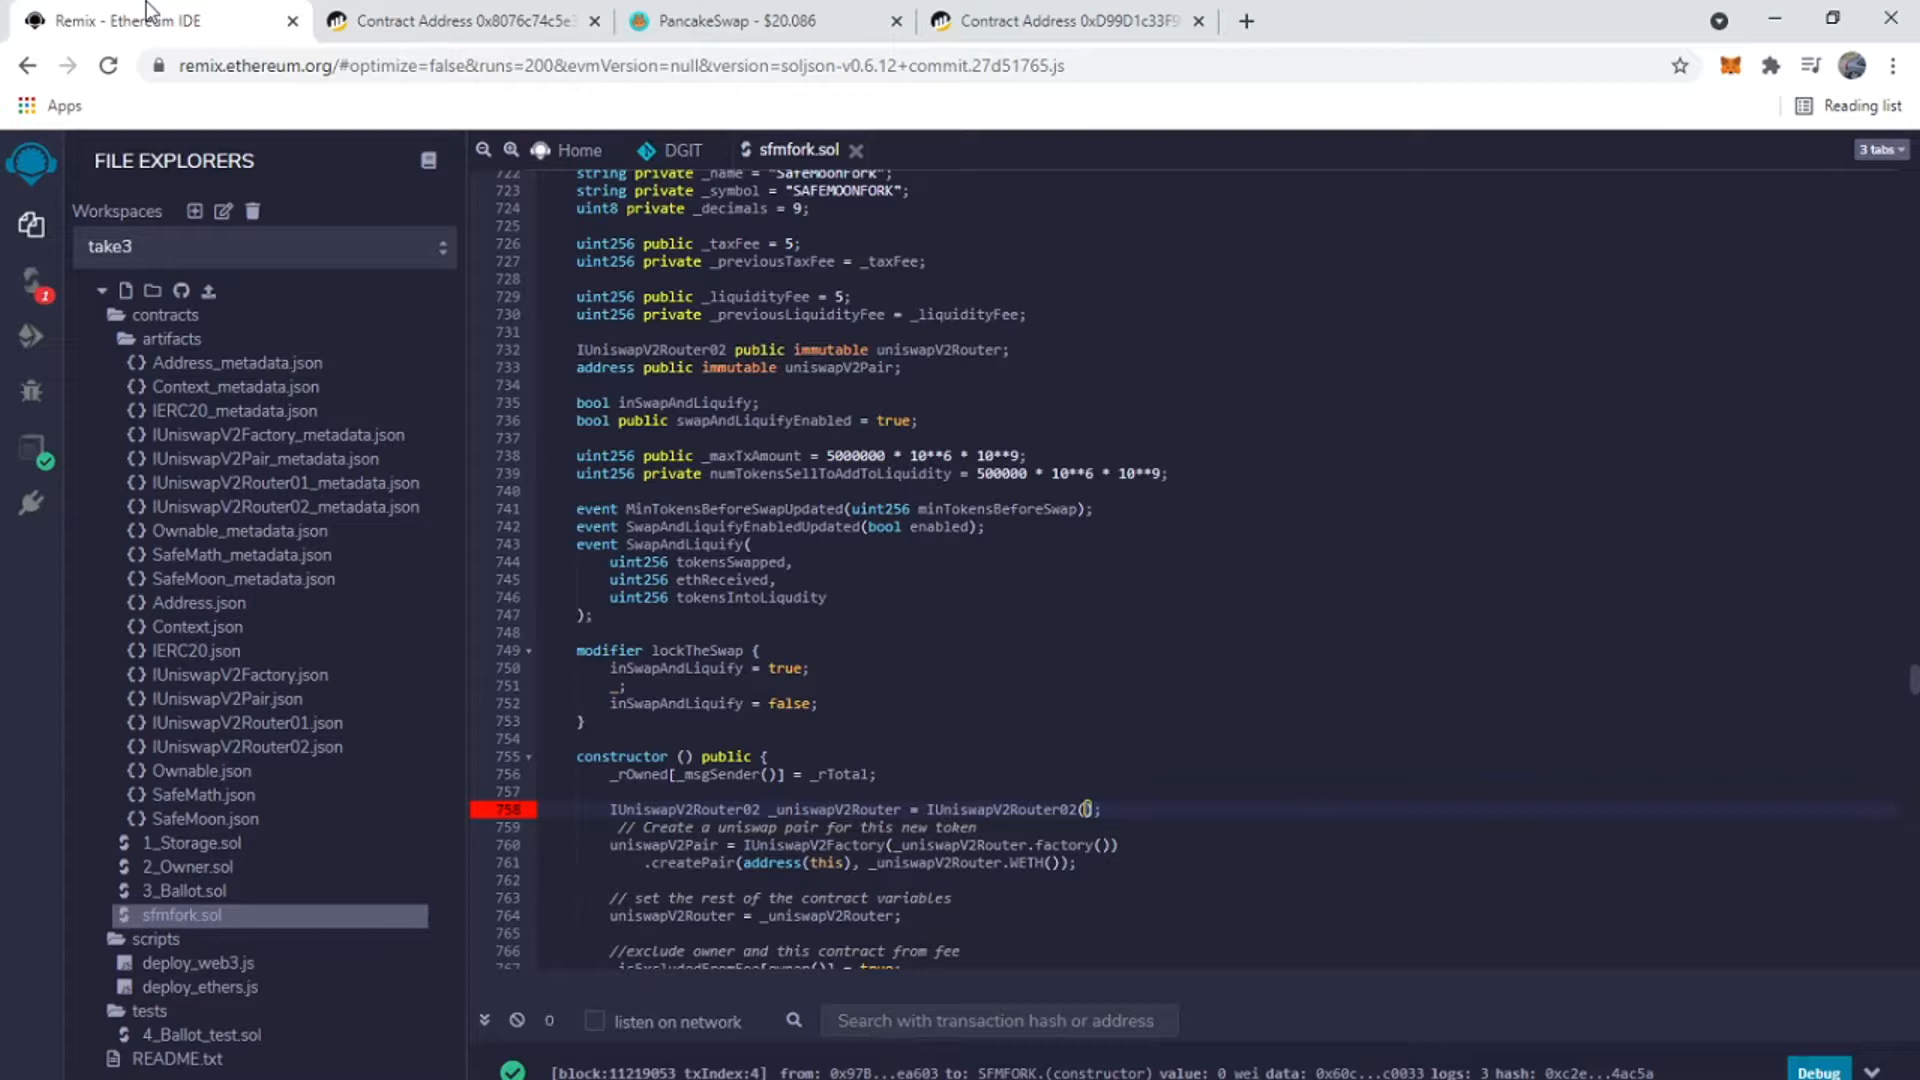 Remix - Ethereum IDE
Contract Address 0x8076c74c5e3
PancakeSwap - $20.086
Contract Address 0xD99D1c33F9
remix.ethereum.org/#optimize=false&runs=200&evmVersion=null&version=soljson-v0.6.12+commit.27d51765.js
Apps
Reading list
FILE EXPLORERS
Workspaces
take3
1
contracts
artifacts
Address_metadata.json
Context_metadata.json
IERC20_metadata.json
IUniswapV2Factory_metadata.json
IUniswapV2Pair_metadata.json
IUniswapV2Router01_metadata.json
IUniswapV2Router02_metadata.json
Ownable_metadata.json
SafeMath_metadata.json
SafeMoon_metadata.json
Address.json
Context.json
IERC20.json
IUniswapV2Factory.json
IUniswapV2Pair.json
IUniswapV2Router01.json
IUniswapV2Router02.json
Ownable.json
SafeMath.json
SafeMoon.json
1_Storage.sol
2_Owner.sol
3_Ballot.sol
sfmfork.sol
scripts
deploy_web3.js
deploy_ethers.js
tests
4_Ballot_test.sol
README.txt
Home
DGIT
sfmfork.sol
3 tabs
722 string private _name = "SafeMoonFork";
723 string private _symbol = "SAFEMOONFORK";
724 uint8 private _decimals = 9;
725
726 uint256 public _taxFee = 5;
727 uint256 private _previousTaxFee = _taxFee;
728
729 uint256 public _liquidityFee = 5;
730 uint256 private _previousLiquidityFee = _liquidityFee;
731
732 IUniswapV2Router02 public immutable uniswapV2Router;
733 address public immutable uniswapV2Pair;
734
735 bool inSwapAndLiquify;
736 bool public swapAndLiquifyEnabled = true;
737
738 uint256 public _maxTxAmount = 5000000 * 10**6 * 10**9;
739 uint256 private numTokensSellToAddToLiquidity = 500000 * 10**6 * 10**9;
740
741 event MinTokensBeforeSwapUpdated(uint256 minTokensBeforeSwap);
742 event SwapAndLiquifyEnabledUpdated(bool enabled);
743 event SwapAndLiquify(
744 uint256 tokensSwapped,
745 uint256 ethReceived,
746 uint256 tokensIntoLiqudity
747 );
748
749 modifier lockTheSwap {
750 inSwapAndLiquify = true;
751 _;
752 inSwapAndLiquify = false;
753 }
754
755 constructor () public {
756 _rOwned[_msgSender()] = _rTotal;
757
758 IUniswapV2Router02 _uniswapV2Router = IUniswapV2Router02();
759 // Create a uniswap pair for this new token
760 uniswapV2Pair = IUniswapV2Factory(_uniswapV2Router.factory())
761 .createPair(address(this), _uniswapV2Router.WETH());
762
763 // set the rest of the contract variables
764 uniswapV2Router = _uniswapV2Router;
765
766 //exclude owner and this contract from fee
767 _isExcludedFromFee[owner()] = true;
0
listen on network
Search with transaction hash or address
[block:11219053 txIndex:4] from: 0x97B...ea603 to: SFMFORK.(constructor) value: 0 wei data: 0x60c...c0033 logs: 3 hash: 0xc2e...4ac5a
Debug